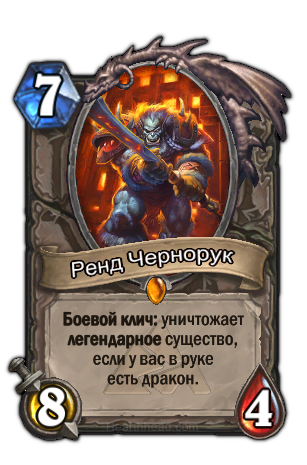 7
Ренд Чернорук
Боевой клич: уничтожает
легендарное существо,
если у вас в руке
есть дракон.
8
4